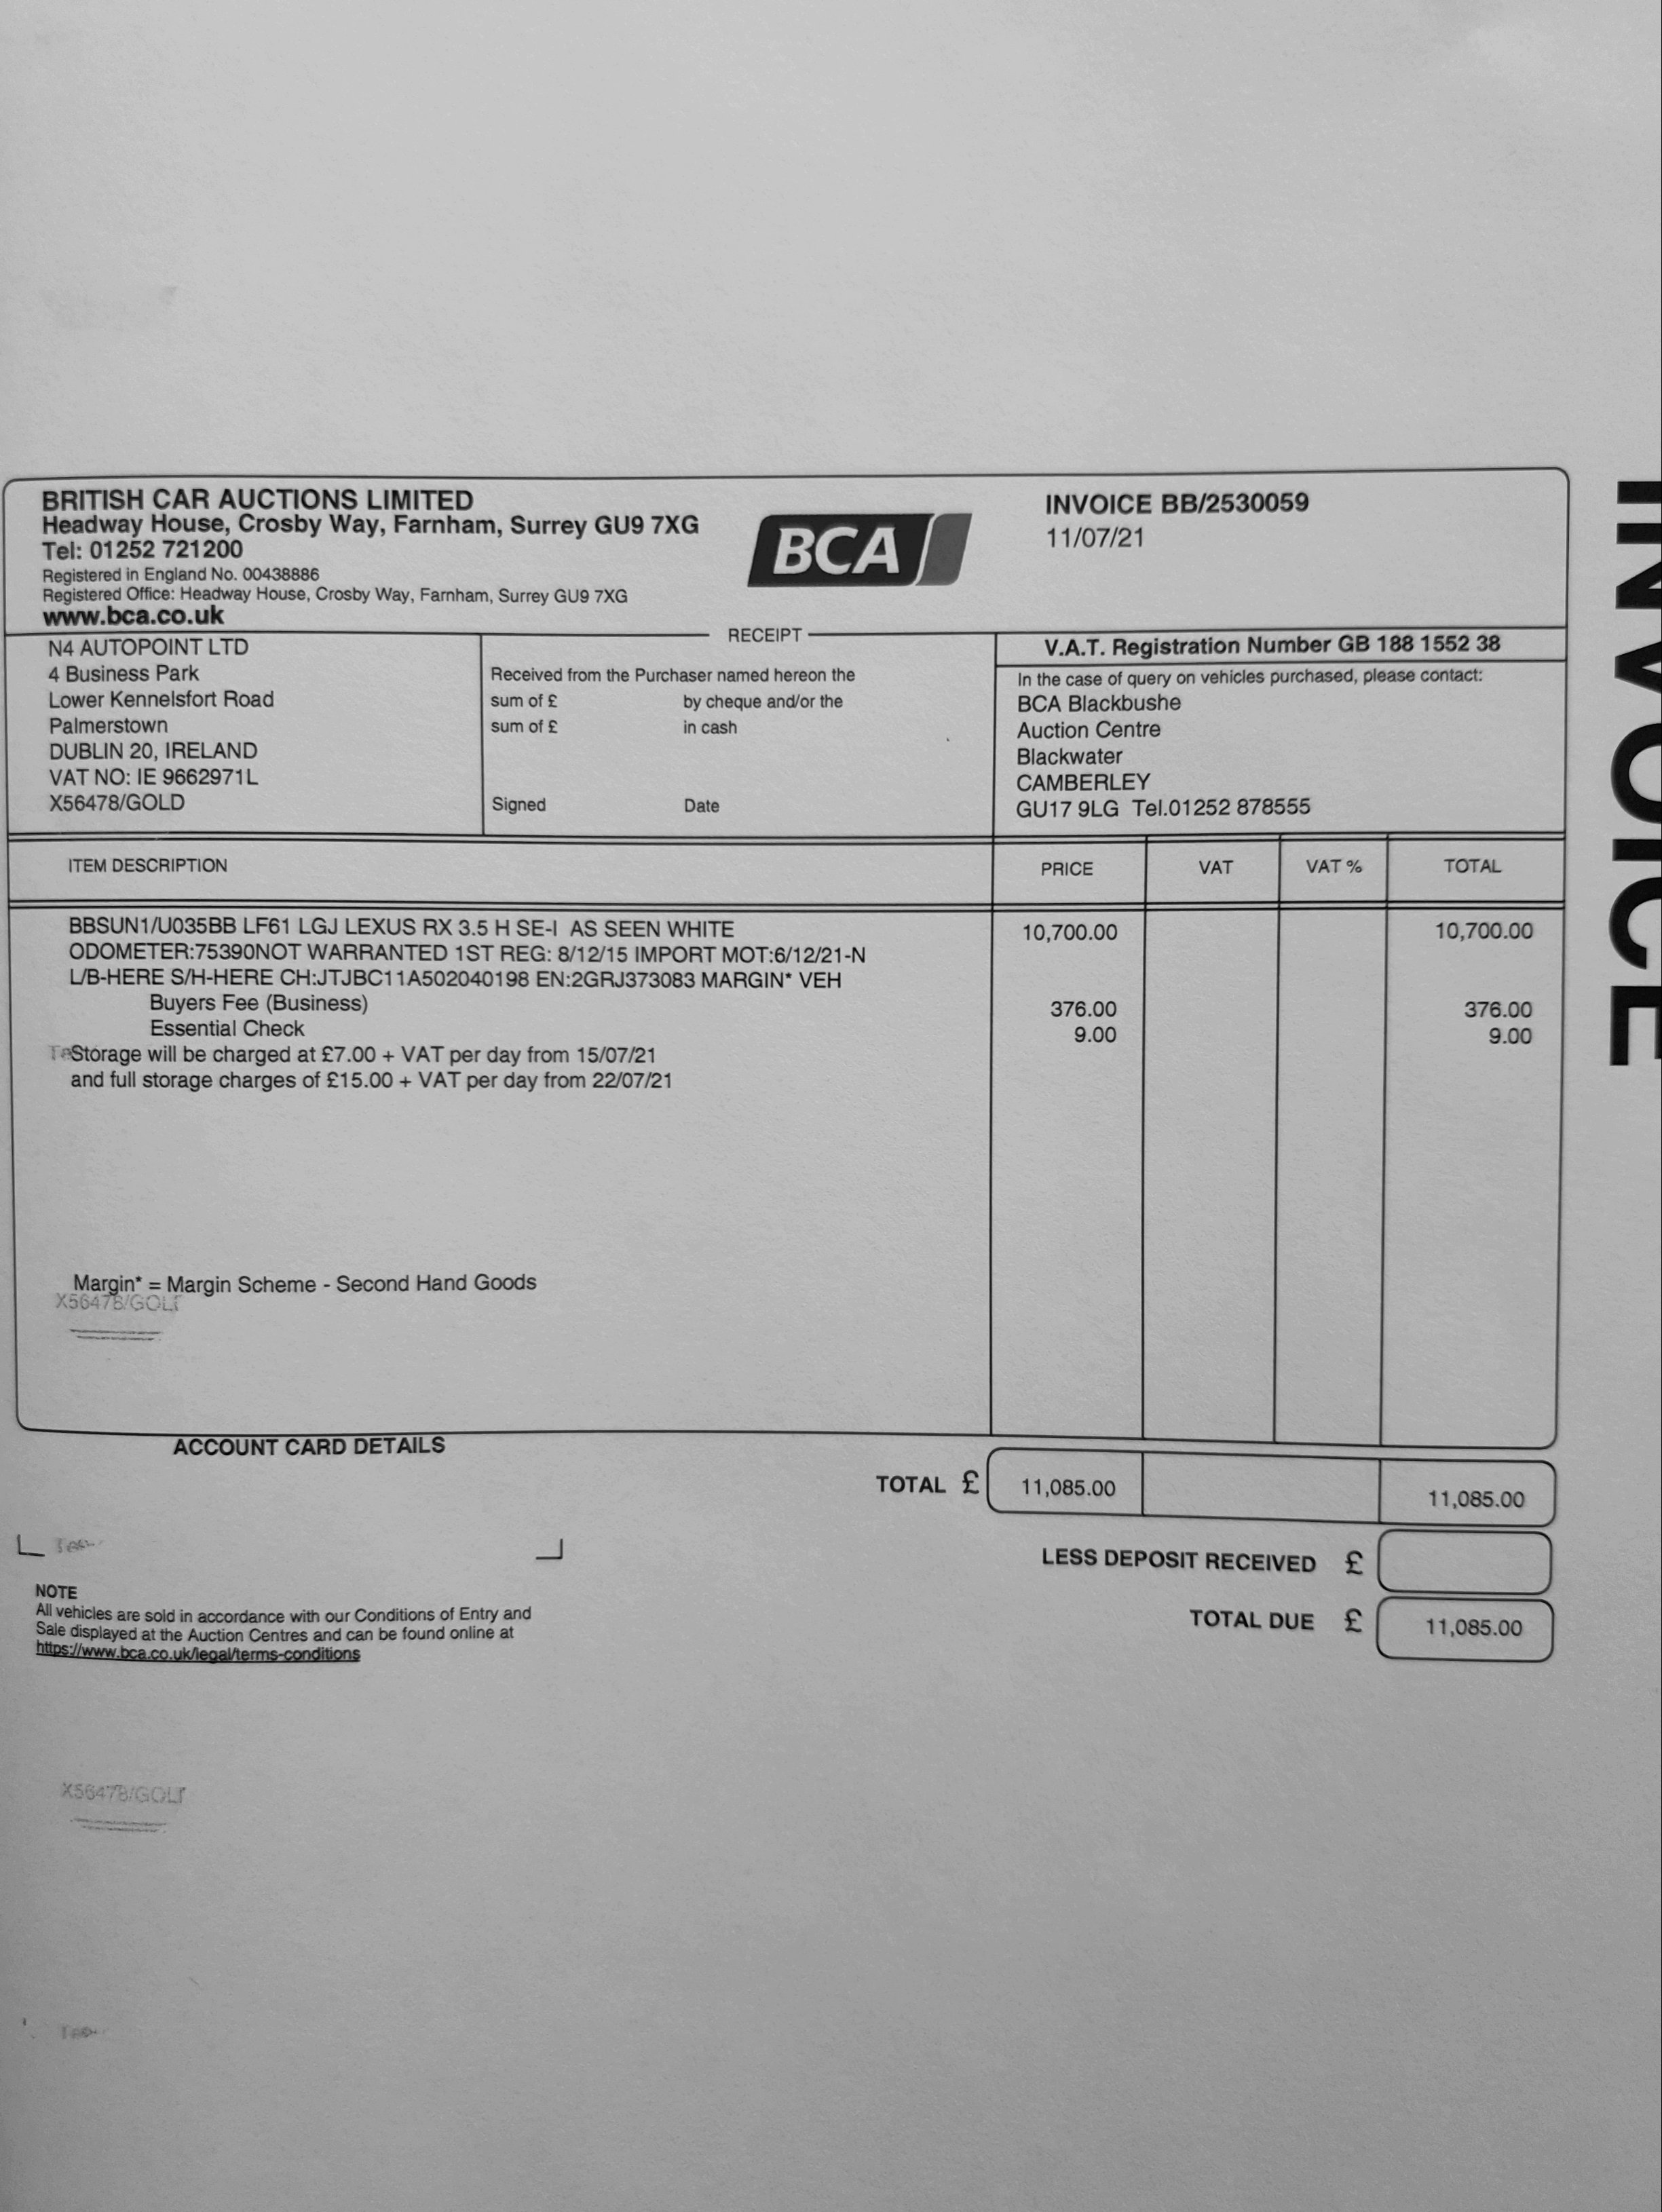 BRITISH CAR AUCTIONS LIMITED
Headway House, Crosby Way, Farnham, Surrey GU9 7XG
Tel: 01252 721200
Registered in England No. 00438886
Registered Office: Headway House, Crosby Way, Farnham, Surrey GU9 7XG
www.bca.co.uk
BCA
INVOICE BB/2530059
11/07/21
INVOICE
N4 AUTOPOINT LTD
4 Business Park
Lower Kennelsfort Road
Palmerstown
DUBLIN 20, IRELAND
VAT NO: IE 9662971L
X56478/GOLD
RECEIPT
Received from the Purchaser named hereon the
sum of £ by cheque and/or the
sum of £ in cash
Signed Date
V.A.T. Registration Number GB 188 1552 38
In the case of query on vehicles purchased, please contact:
BCA Blackbushe
Auction Centre
Blackwater
CAMBERLEY
GU17 9LG Tel.01252 878555
ITEM DESCRIPTION PRICE VAT VAT % TOTAL
BBSUN1/U035BB LF61 LGJ LEXUS RX 3.5 H SE-I AS SEEN WHITE 10,700.00 10,700.00
ODOMETER:75390NOT WARRANTED 1ST REG: 8/12/15 IMPORT MOT:6/12/21-N
L/B-HERE S/H-HERE CH:JTJBC11A502040198 EN:2GRJ373083 MARGIN* VEH
Buyers Fee (Business) 376.00 376.00
Essential Check 9.00 9.00
Storage will be charged at £7.00 + VAT per day from 15/07/21
and full storage charges of £15.00 + VAT per day from 22/07/21
Margin* = Margin Scheme - Second Hand Goods
X56478/GOLI
ACCOUNT CARD DETAILS
TOTAL £ 11,085.00 11,085.00
LESS DEPOSIT RECEIVED £
TOTAL DUE £ 11,085.00
NOTE
All vehicles are sold in accordance with our Conditions of Entry and
Sale displayed at the Auction Centres and can be found online at
https://www.bca.co.uk/legal/terms-conditions
X56478/GOLI